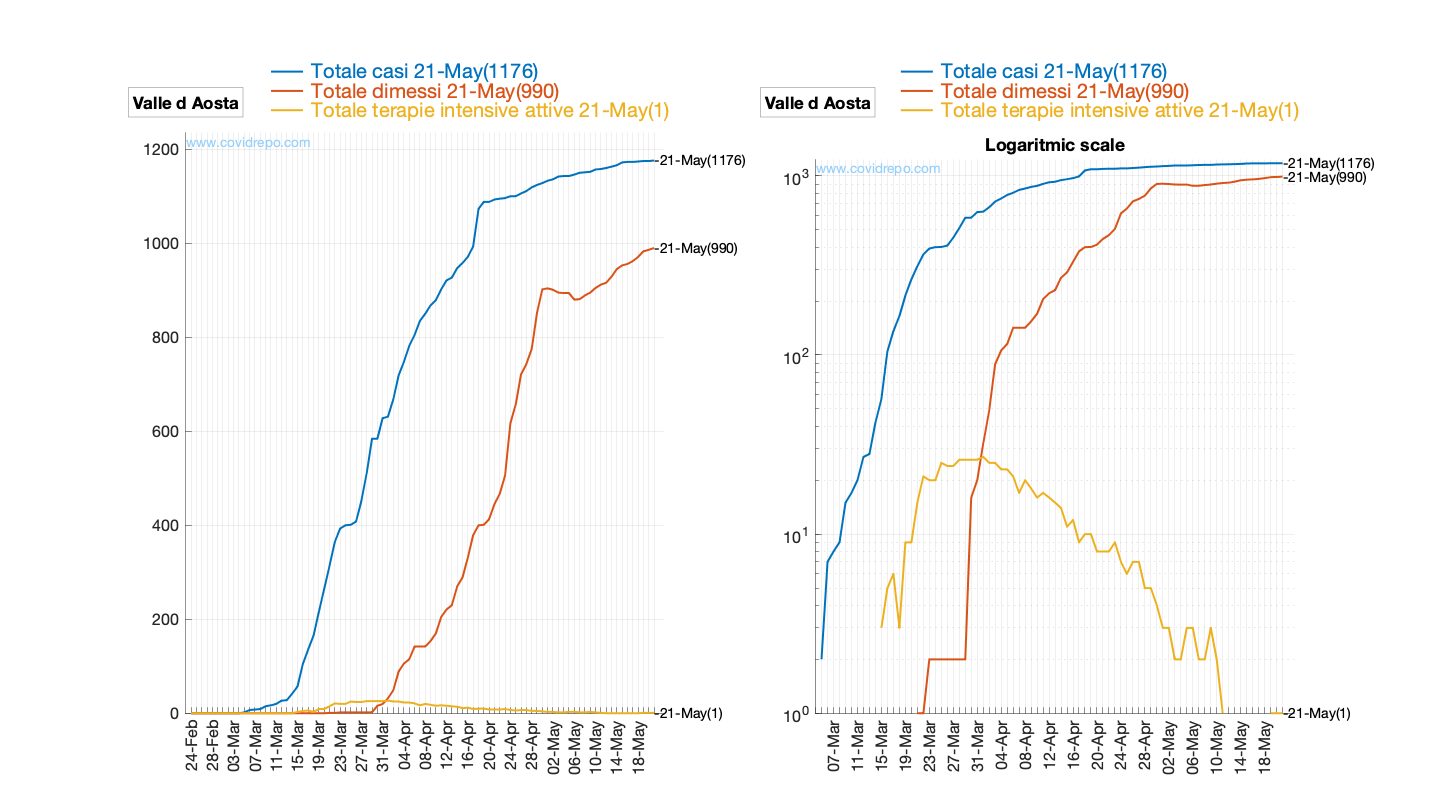 Totale casi 21-May(1176)
Totale dimessi 21-May(990)
Totale terapie intensive attive 21-May(1)
Valle d Aosta
www.covidrepo.com
1200
1000
800
600
400
200
0
-21-May(1176)
-21-May(990)
-21-May(1)
24-Feb
28-Feb
03-Mar
07-Mar
11-Mar
15-Mar
19-Mar
23-Mar
27-Mar
31-Mar
04-Apr
08-Apr
12-Apr
16-Apr
20-Apr
24-Apr
28-Apr
02-May
06-May
10-May
14-May
18-May
Totale casi 21-May(1176)
Totale dimessi 21-May(990)
Totale terapie intensive attive 21-May(1)
Valle d Aosta
Logaritmic scale
www.covidrepo.com
10^3
10^2
10^1
10^0
-21-May(1176)
-21-May(990)
-21-May(1)
07-Mar
11-Mar
15-Mar
19-Mar
23-Mar
27-Mar
31-Mar
04-Apr
08-Apr
12-Apr
16-Apr
20-Apr
24-Apr
28-Apr
02-May
06-May
10-May
14-May
18-May